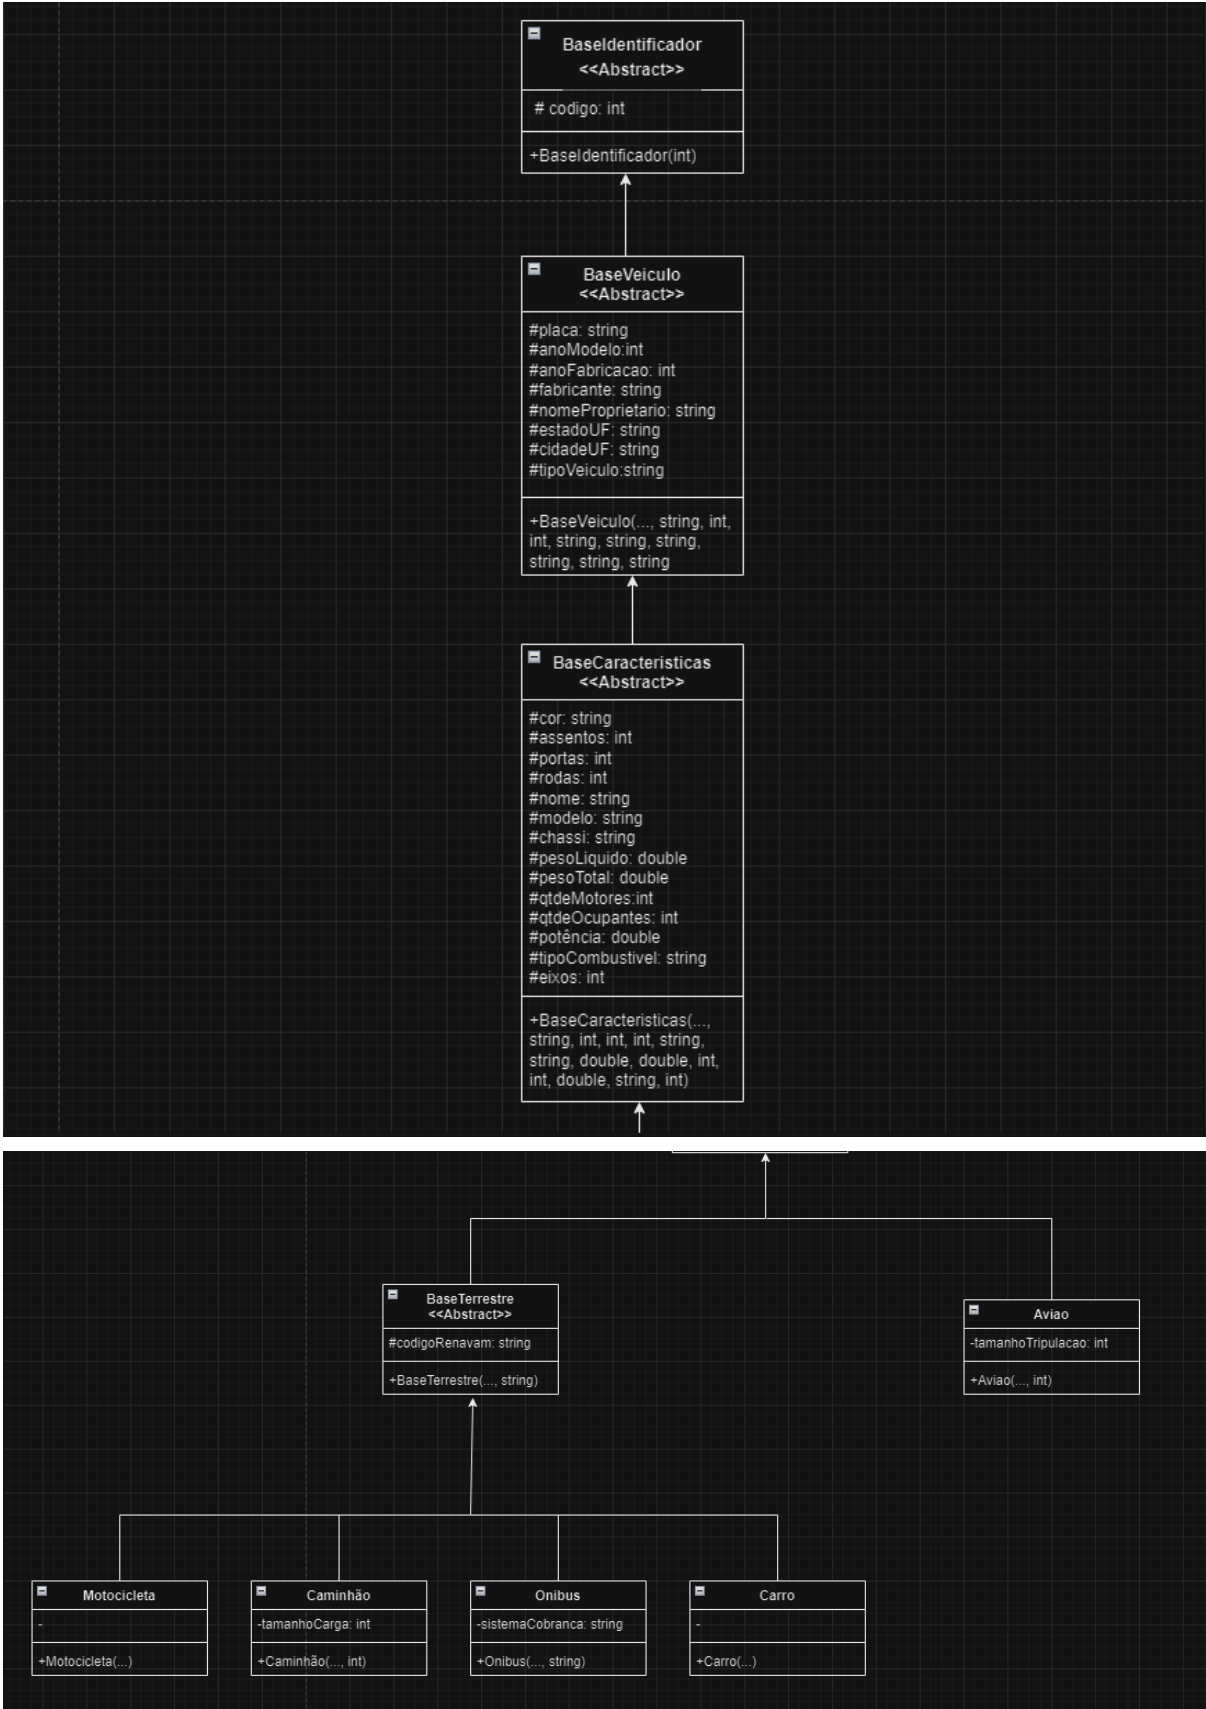 BaseIdentificador
<<Abstract>>
# codigo: int
+BaseIdentificador(int)
BaseVeiculo
<<Abstract>>
#placa: string
#anoModelo:int
#anoFabricacao: int
#fabricante: string
#nomeProprietario: string
#estadoUF: string
#cidadeUF: string
#tipoVeiculo:string
+BaseVeiculo(..., string, int,
int, string, string, string,
string, string, string
BaseCaracteristicas
<<Abstract>>
#cor: string
#assentos: int
#portas: int
#rodas: int
#nome: string
#modelo: string
#chassi: string
#pesoLiquido: double
#pesoTotal: double
#qtdeMotores:int
#qtdeOcupantes: int
#potência: double
#tipoCombustivel: string
#eixos: int
+BaseCaracteristicas(...,
string, int, int, int, string,
string, double, double, int,
int, double, string, int)
BaseTerrestre
<<Abstract>>
#codigoRenavam: string
+BaseTerrestre(..., string)
Aviao
-tamanhoTripulacao: int
+Aviao(..., int)
Motocicleta
-
+Motocicleta(...)
Caminhão
-tamanhoCarga: int
+Caminhão(..., int)
Onibus
-sistemaCobranca: string
+Onibus(..., string)
Carro
-
+Carro(...)